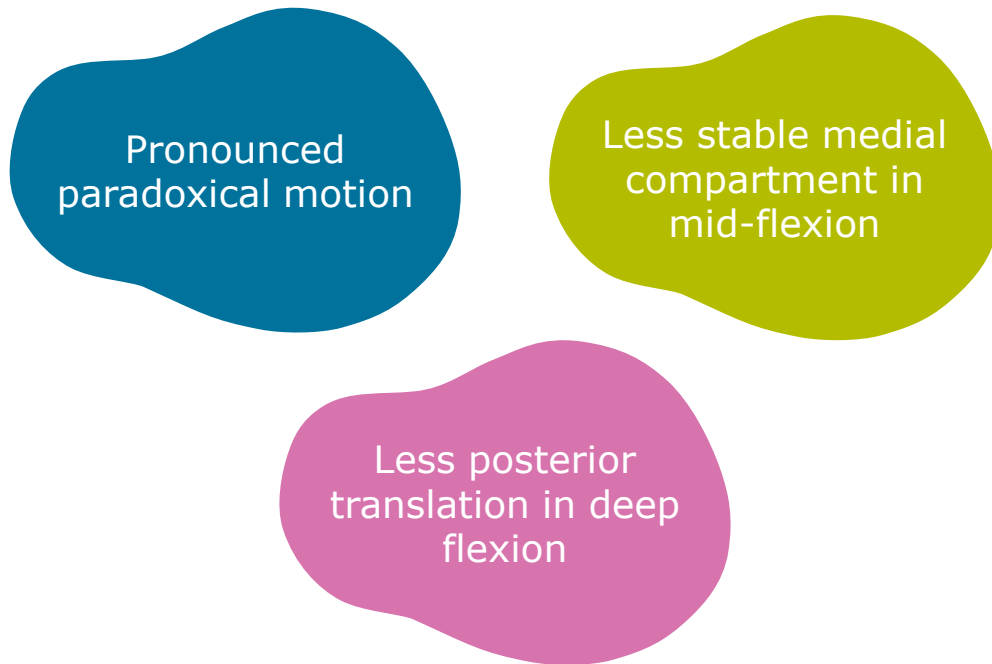 Pronounced
paradoxical motion
Less stable medial
compartment in
mid-flexion
Less posterior
translation in deep
flexion